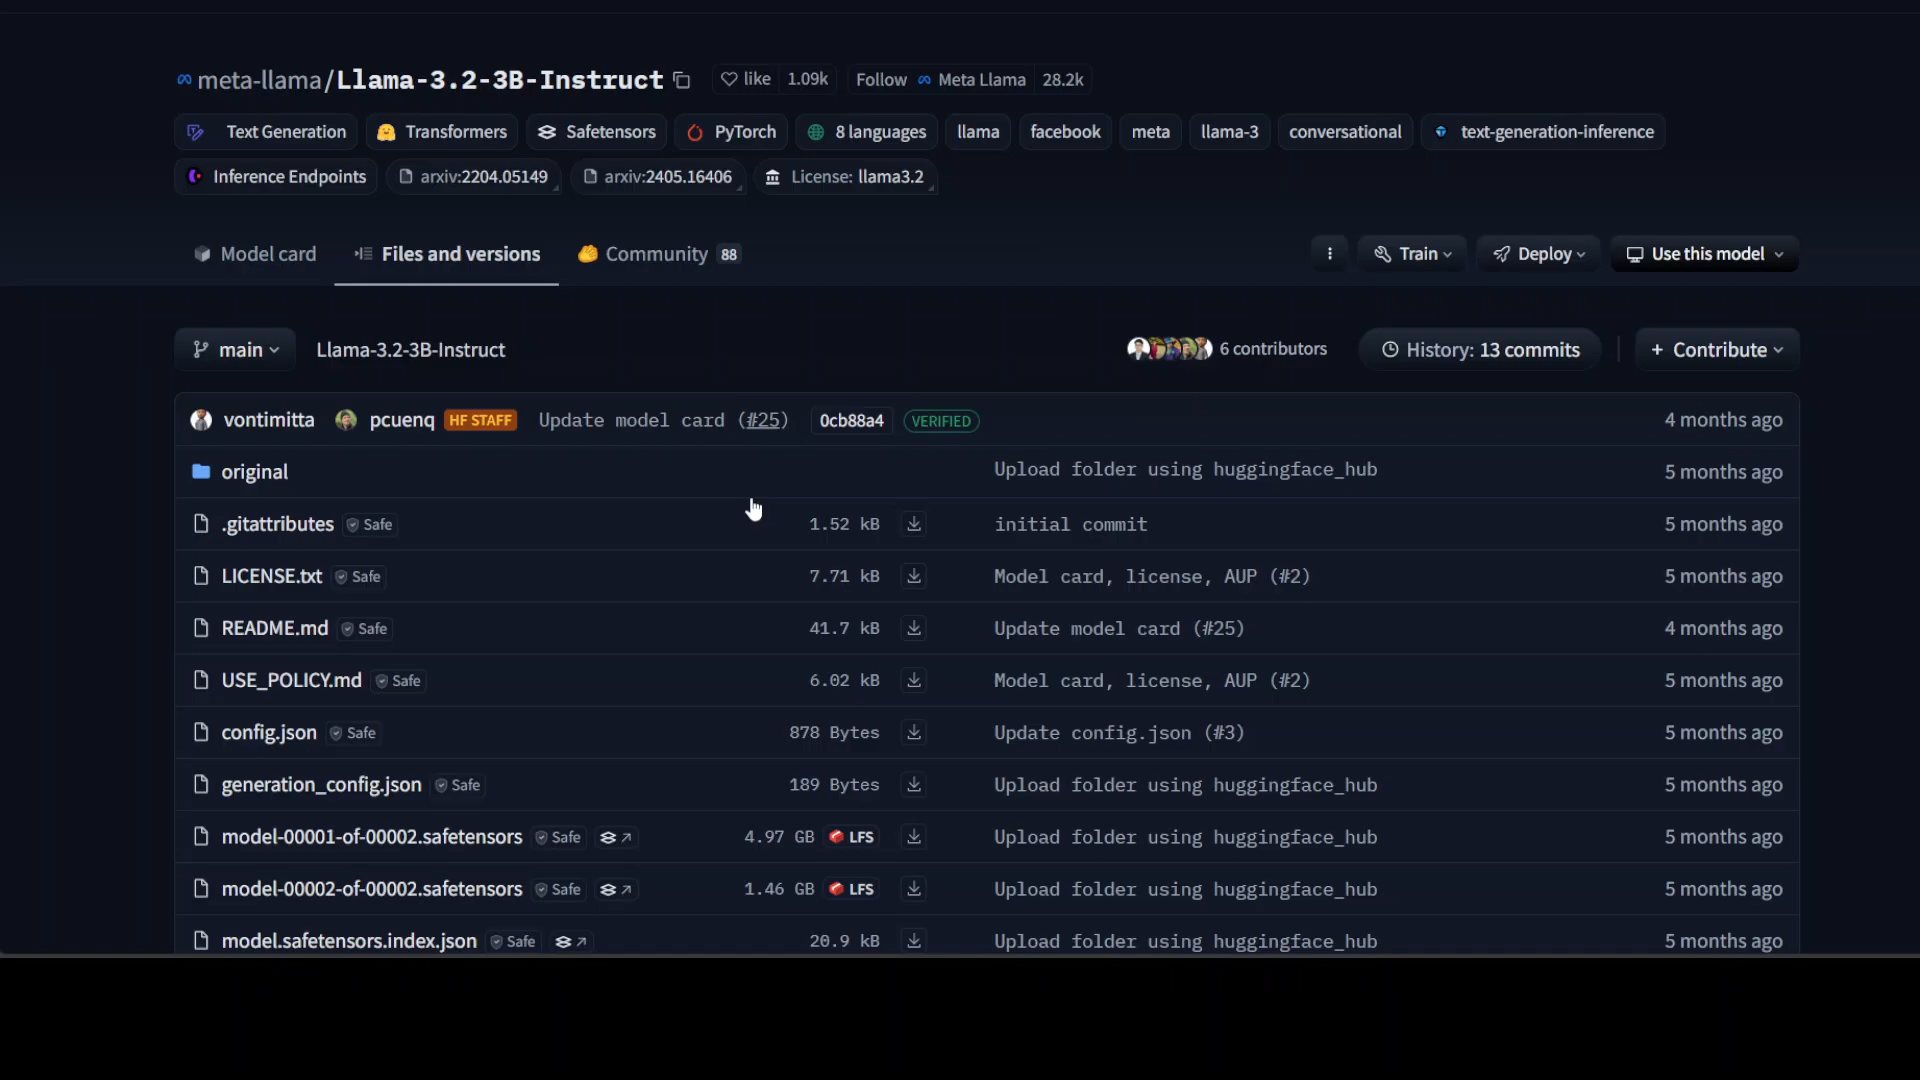 meta-llama/Llama-3.2-3B-Instruct like 1.09k Follow Meta Llama 28.2k
Text Generation Transformers Safetensors PyTorch 8 languages llama facebook meta llama-3 conversational text-generation-inference
Inference Endpoints arxiv:2204.05149 arxiv:2405.16406 License: llama3.2
Model card Files and versions Community 88 Train Deploy Use this model
main Llama-3.2-3B-Instruct 6 contributors History: 13 commits + Contribute
vontimitta pcuenq HF STAFF Update model card (#25) 0cb88a4 VERIFIED 4 months ago
original Upload folder using huggingface_hub 5 months ago
.gitattributes Safe 1.52 kB initial commit 5 months ago
LICENSE.txt Safe 7.71 kB Model card, license, AUP (#2) 5 months ago
README.md Safe 41.7 kB Update model card (#25) 4 months ago
USE_POLICY.md Safe 6.02 kB Model card, license, AUP (#2) 5 months ago
config.json Safe 878 Bytes Update config.json (#3) 5 months ago
generation_config.json Safe 189 Bytes Upload folder using huggingface_hub 5 months ago
model-00001-of-00002.safetensors Safe 4.97 GB LFS Upload folder using huggingface_hub 5 months ago
model-00002-of-00002.safetensors Safe 1.46 GB LFS Upload folder using huggingface_hub 5 months ago
model.safetensors.index.json Safe 20.9 kB Upload folder using huggingface_hub 5 months ago